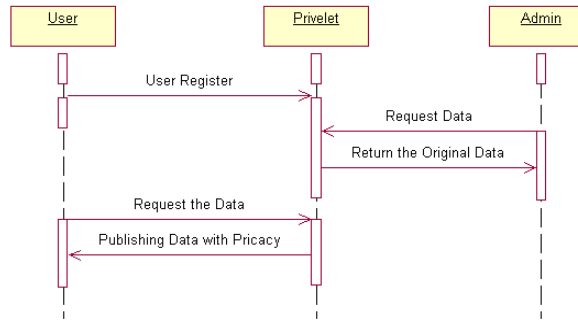 User
Privelet
Admin
User Register
Request Data
Return the Original Data
Request the Data
Publishing Data with Pricacy